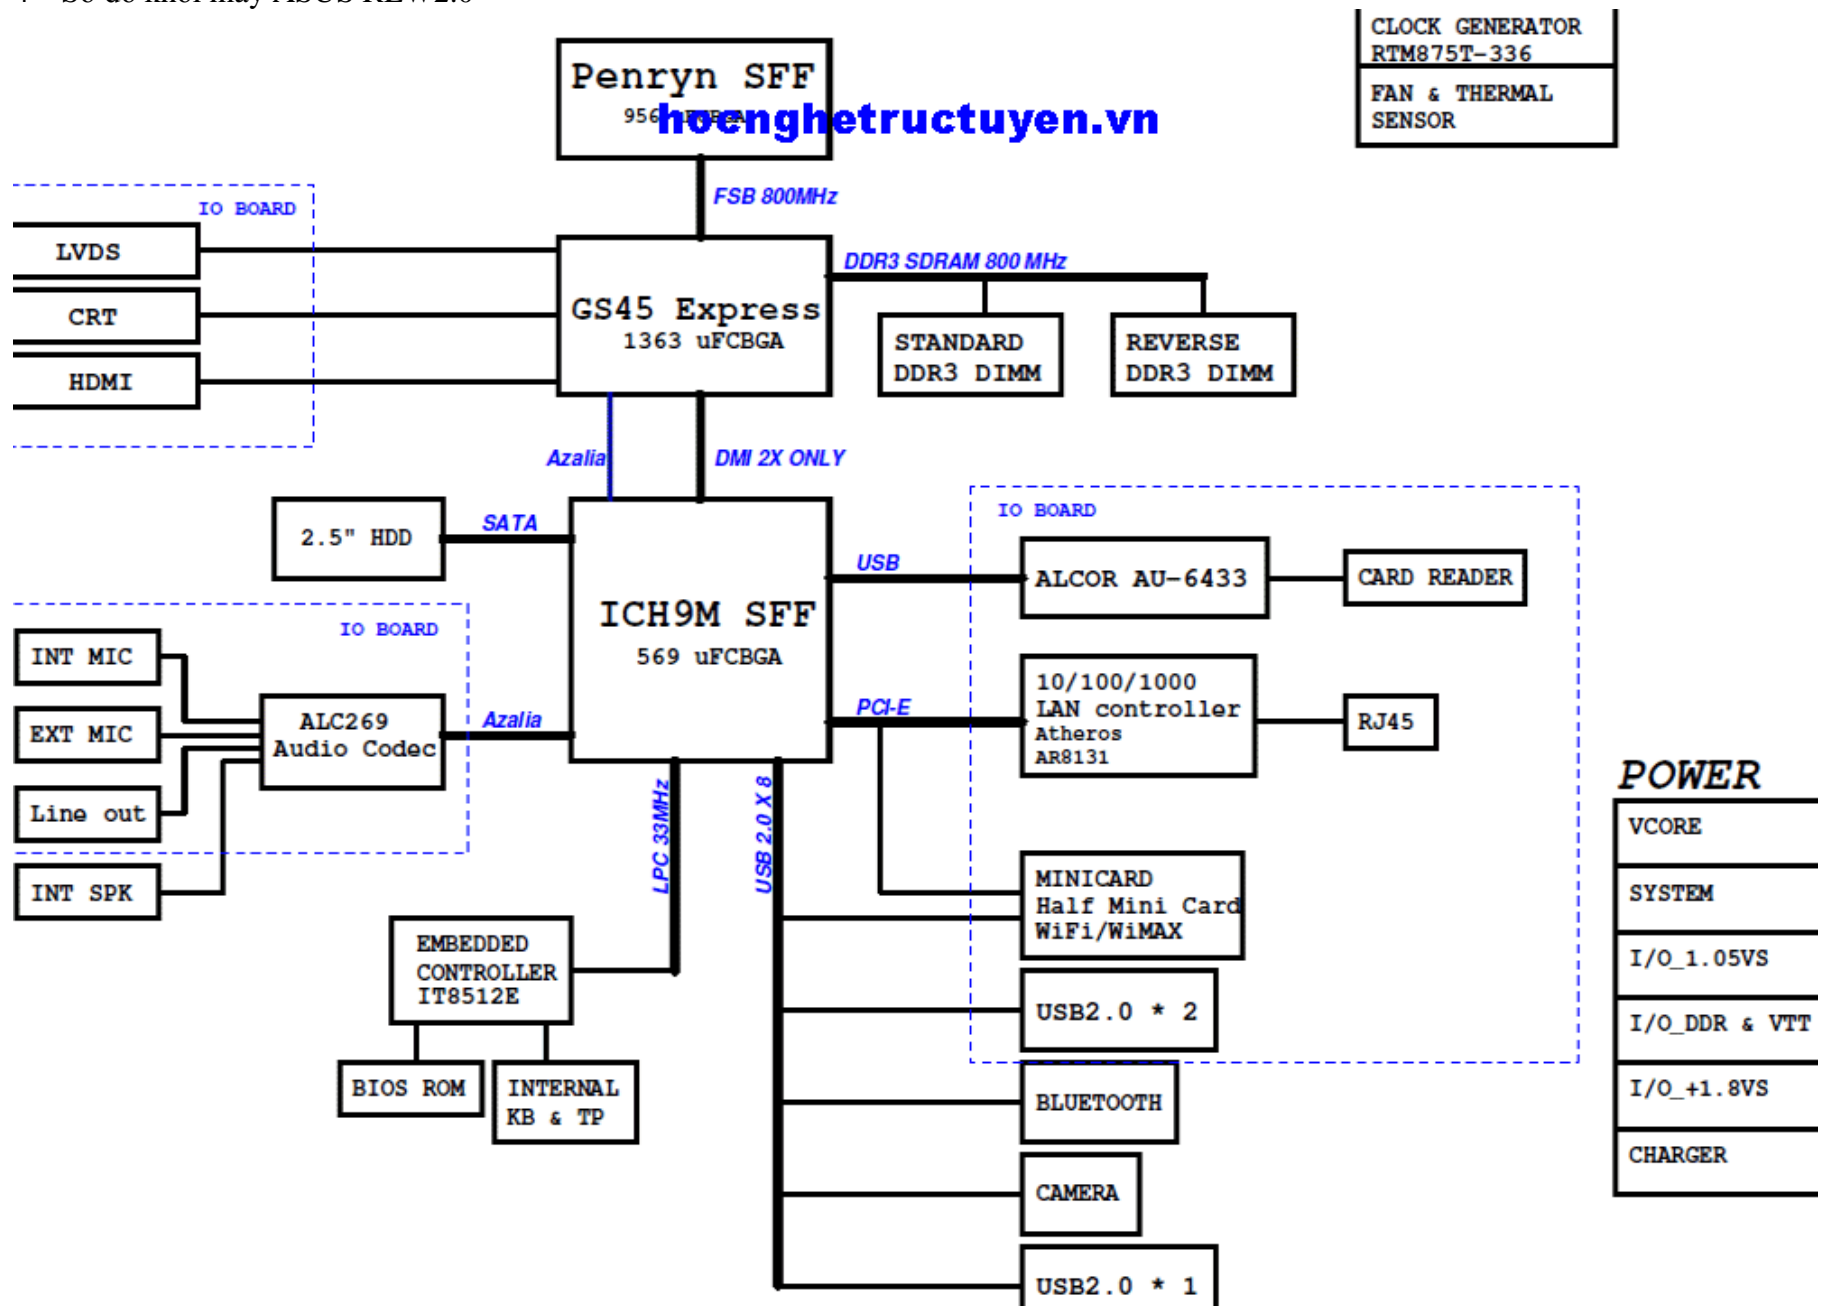 CLOCK GENERATOR
RTM875T-336
FAN & THERMAL
SENSOR
Penryn SFF
hocnghetructuyen.vn
FSB 800MHz
IO BOARD
LVDS
CRT
HDMI
GS45 Express
1363 uFCBGA
DDR3 SDRAM 800 MHz
STANDARD
DDR3 DIMM
REVERSE
DDR3 DIMM
Azalia
DMI 2X ONLY
2.5" HDD
SATA
ICH9M SFF
569 uFCBGA
IO BOARD
USB
ALCOR AU-6433
CARD READER
PCI-E
10/100/1000
LAN controller
Atheros
AR8131
RJ45
IO BOARD
INT MIC
EXT MIC
Line out
INT SPK
ALC269
Audio Codec
Azalia
LPC 33MHz
USB 2.0 X 8
MINICARD
Half Mini Card
WiFi/WiMAX
USB2.0 * 2
BLUETOOTH
CAMERA
USB2.0 * 1
EMBEDDED
CONTROLLER
IT8512E
BIOS ROM
INTERNAL
KB & TP
POWER
VCORE
SYSTEM
I/O_1.05VS
I/O_DDR & VTT
I/O_+1.8VS
CHARGER